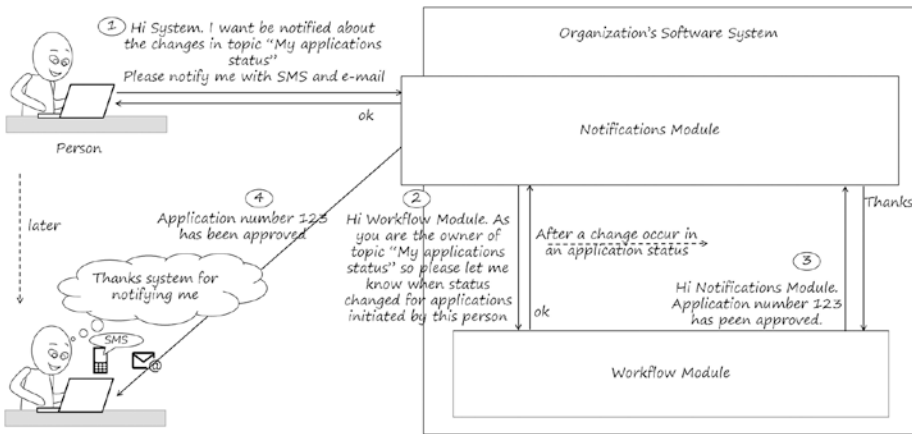 1
Hi System. I want be notified about
the changes in topic “My applications
status”
Please notify me with SMS and e-mail
ok
Person
Organization’s Software System
Notifications Module
later
4
Application number 123
has been approved
Thanks system for
notifying me
SMS
@
2
Hi Workflow Module. As
you are the owner of
topic “My applications
status” so please let me
know when status
changed for applications
initiated by this person
ok
After a change occur in
an application status
Thanks
3
Hi Notifications Module.
Application number 123
has been approved.
Workflow Module